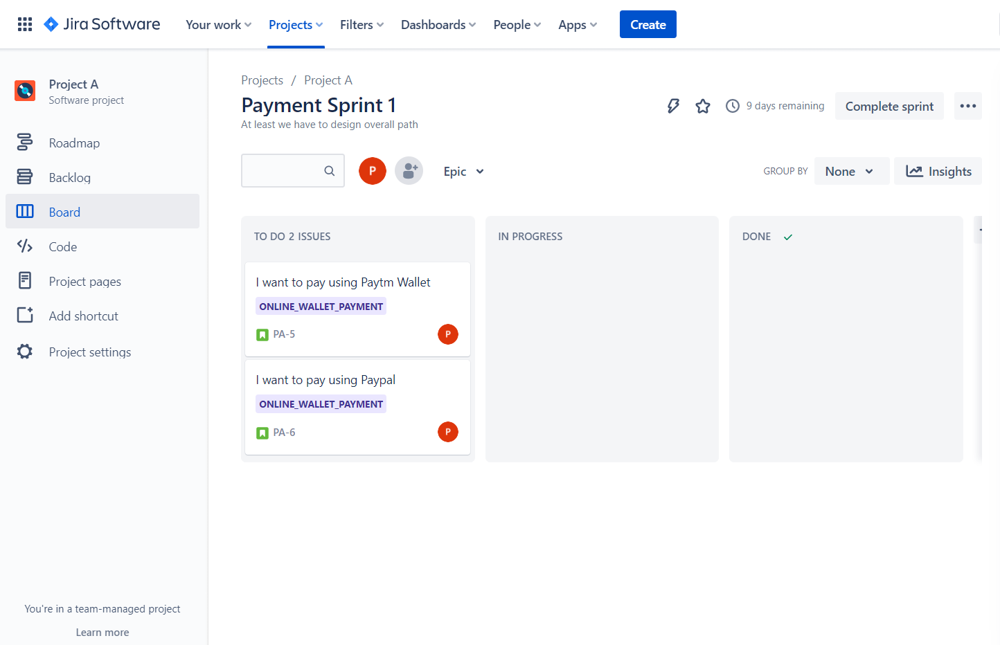 Jira Software Your work Projects Filters Dashboards People Apps Create
Project A
Software project
Roadmap
Backlog
Board
Code
Project pages
Add shortcut
Project settings
You're in a team-managed project
Learn more
Projects / Project A
Payment Sprint 1
At least we have to design overall path
9 days remaining Complete sprint
P Epic GROUP BY None Insights
TO DO 2 ISSUES
I want to pay using Paytm Wallet
ONLINE_WALLET_PAYMENT
PA-5 P
I want to pay using Paypal
ONLINE_WALLET_PAYMENT
PA-6 P
IN PROGRESS
DONE